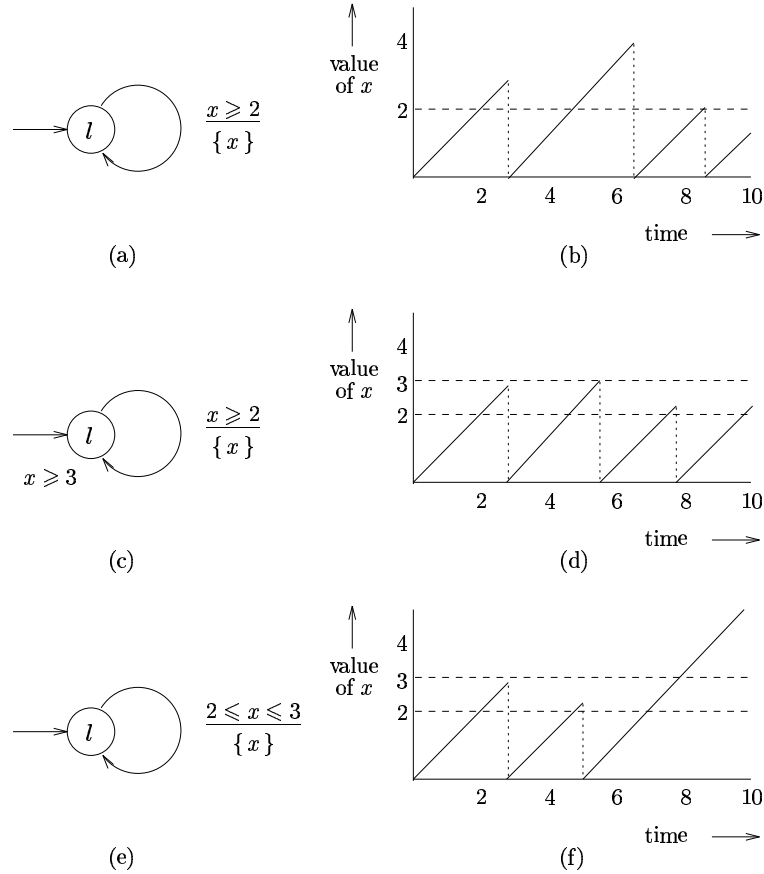 x ⩾ 2
{ x }
l
(a)
value
of x
4
2
2 4 6 8 10
time
(b)
x ⩾ 2
{ x }
l
x ⩾ 3
(c)
value
of x
4
3
2
2 4 6 8 10
time
(d)
2 ⩽ x ⩽ 3
{ x }
l
(e)
value
of x
4
3
2
2 4 6 8 10
time
(f)